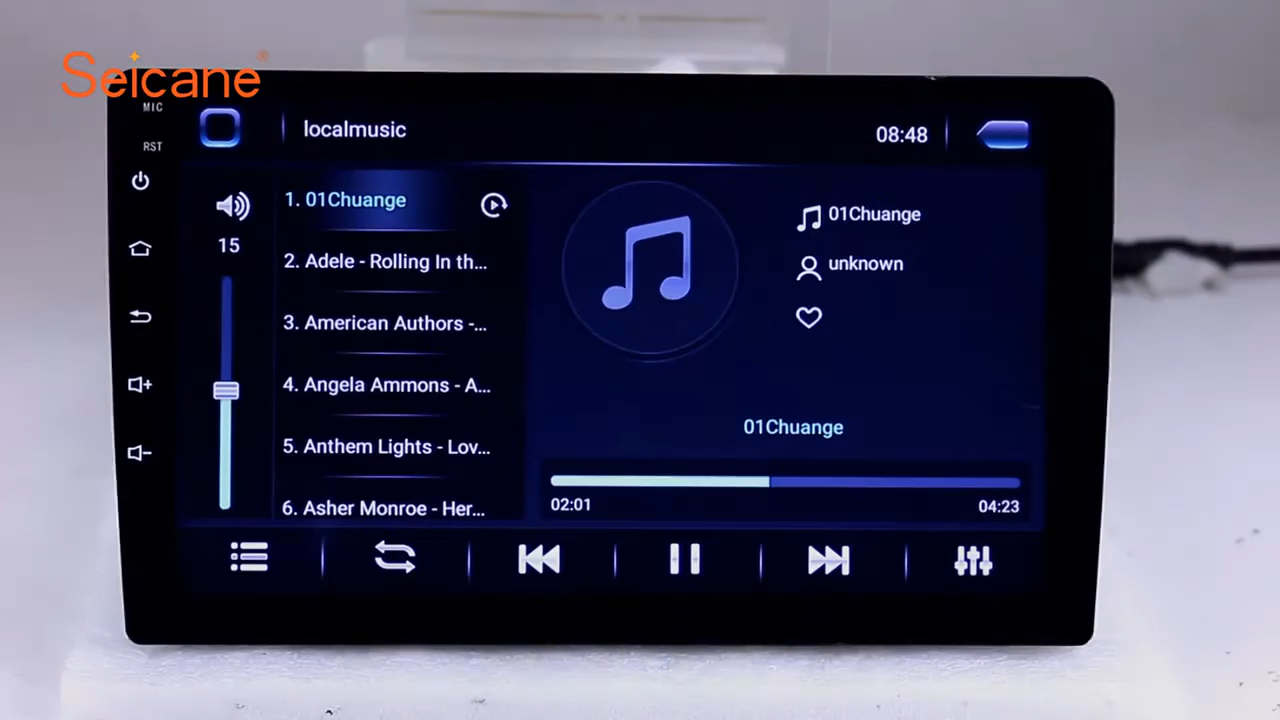 Seicane®
MIC
RST
localmusic
08:48
15
1. 01Chuange
2. Adele - Rolling In th...
3. American Authors -...
4. Angela Ammons - A...
5. Anthem Lights - Lov...
6. Asher Monroe - Her...
01Chuange
unknown
01Chuange
02:01
04:23